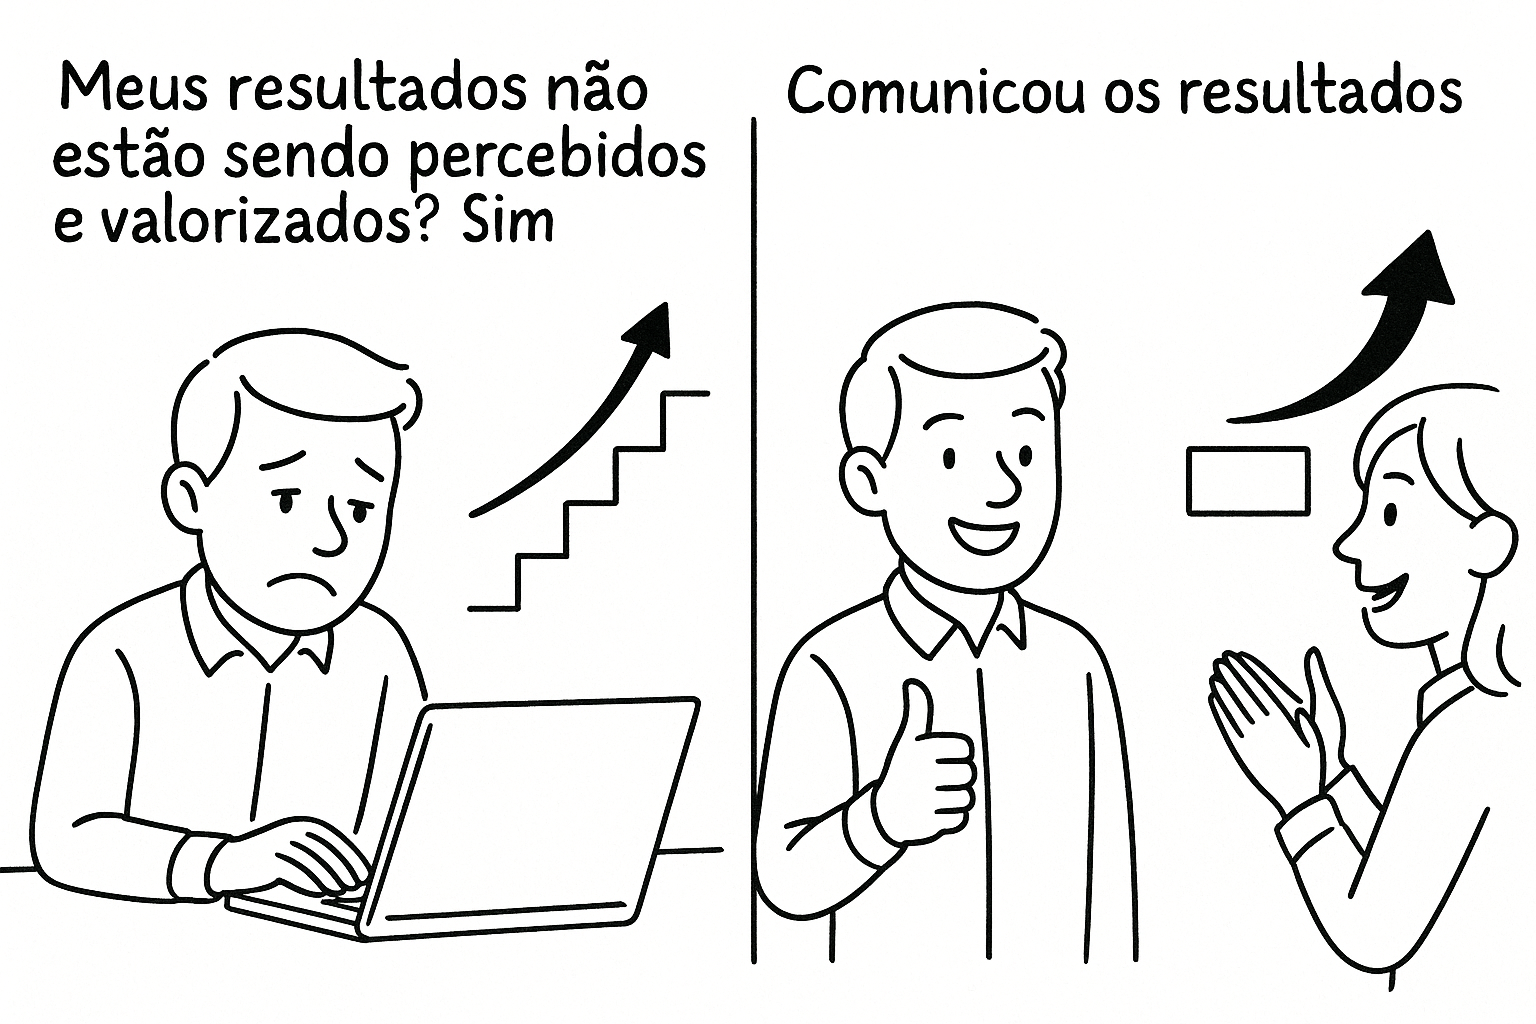 Meus resultados não
estão sendo percebidos
e valorizados? Sim
Comunicou os resultados